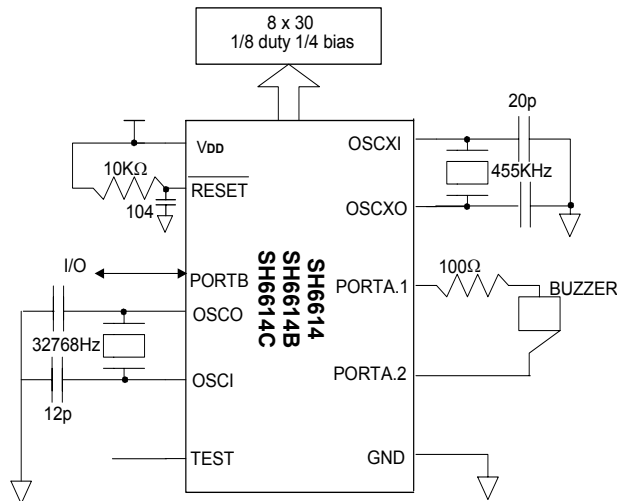 8 x 30
1/8 duty 1/4 bias
20p
VDD
OSCXI
10KΩ
455KHz
RESET
104
OSCXO
I/O
PORTB
SH6614
SH6614B
SH6614C
100Ω
PORTA.1
BUZZER
OSCO
32768Hz
OSCI
PORTA.2
12p
TEST
GND